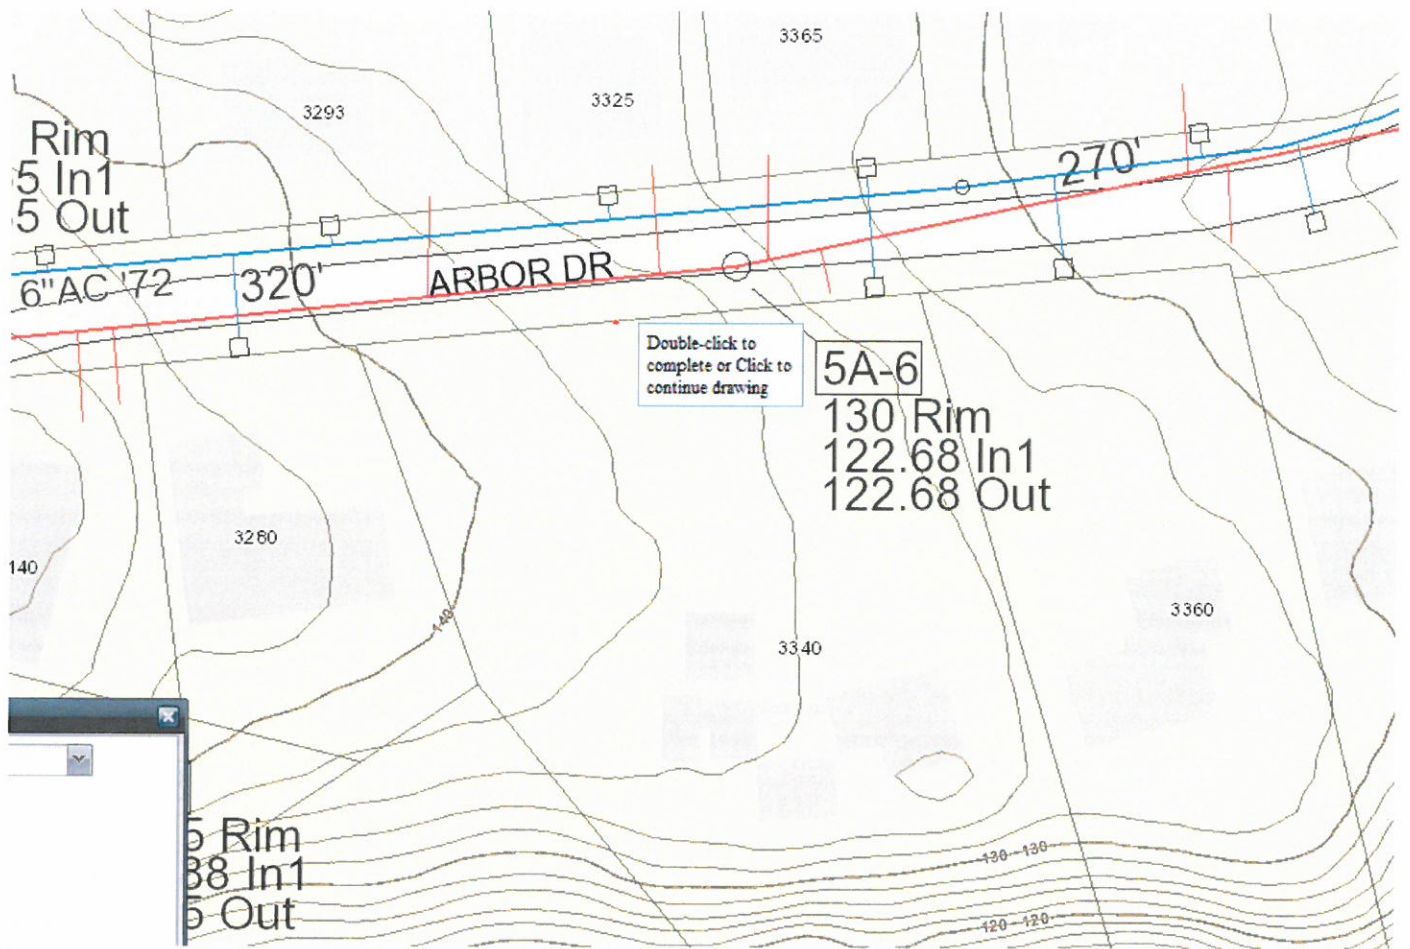 3365
3325
3293
Rim
5 In1
5 Out
270'
6"AC '72
320'
ARBOR DR
Double-click to
complete or Click to
continue drawing
5A-6
130 Rim
122.68 In1
122.68 Out
3280
140
3360
140
3340
5 Rim
38 In1
5 Out
130 130
120 120